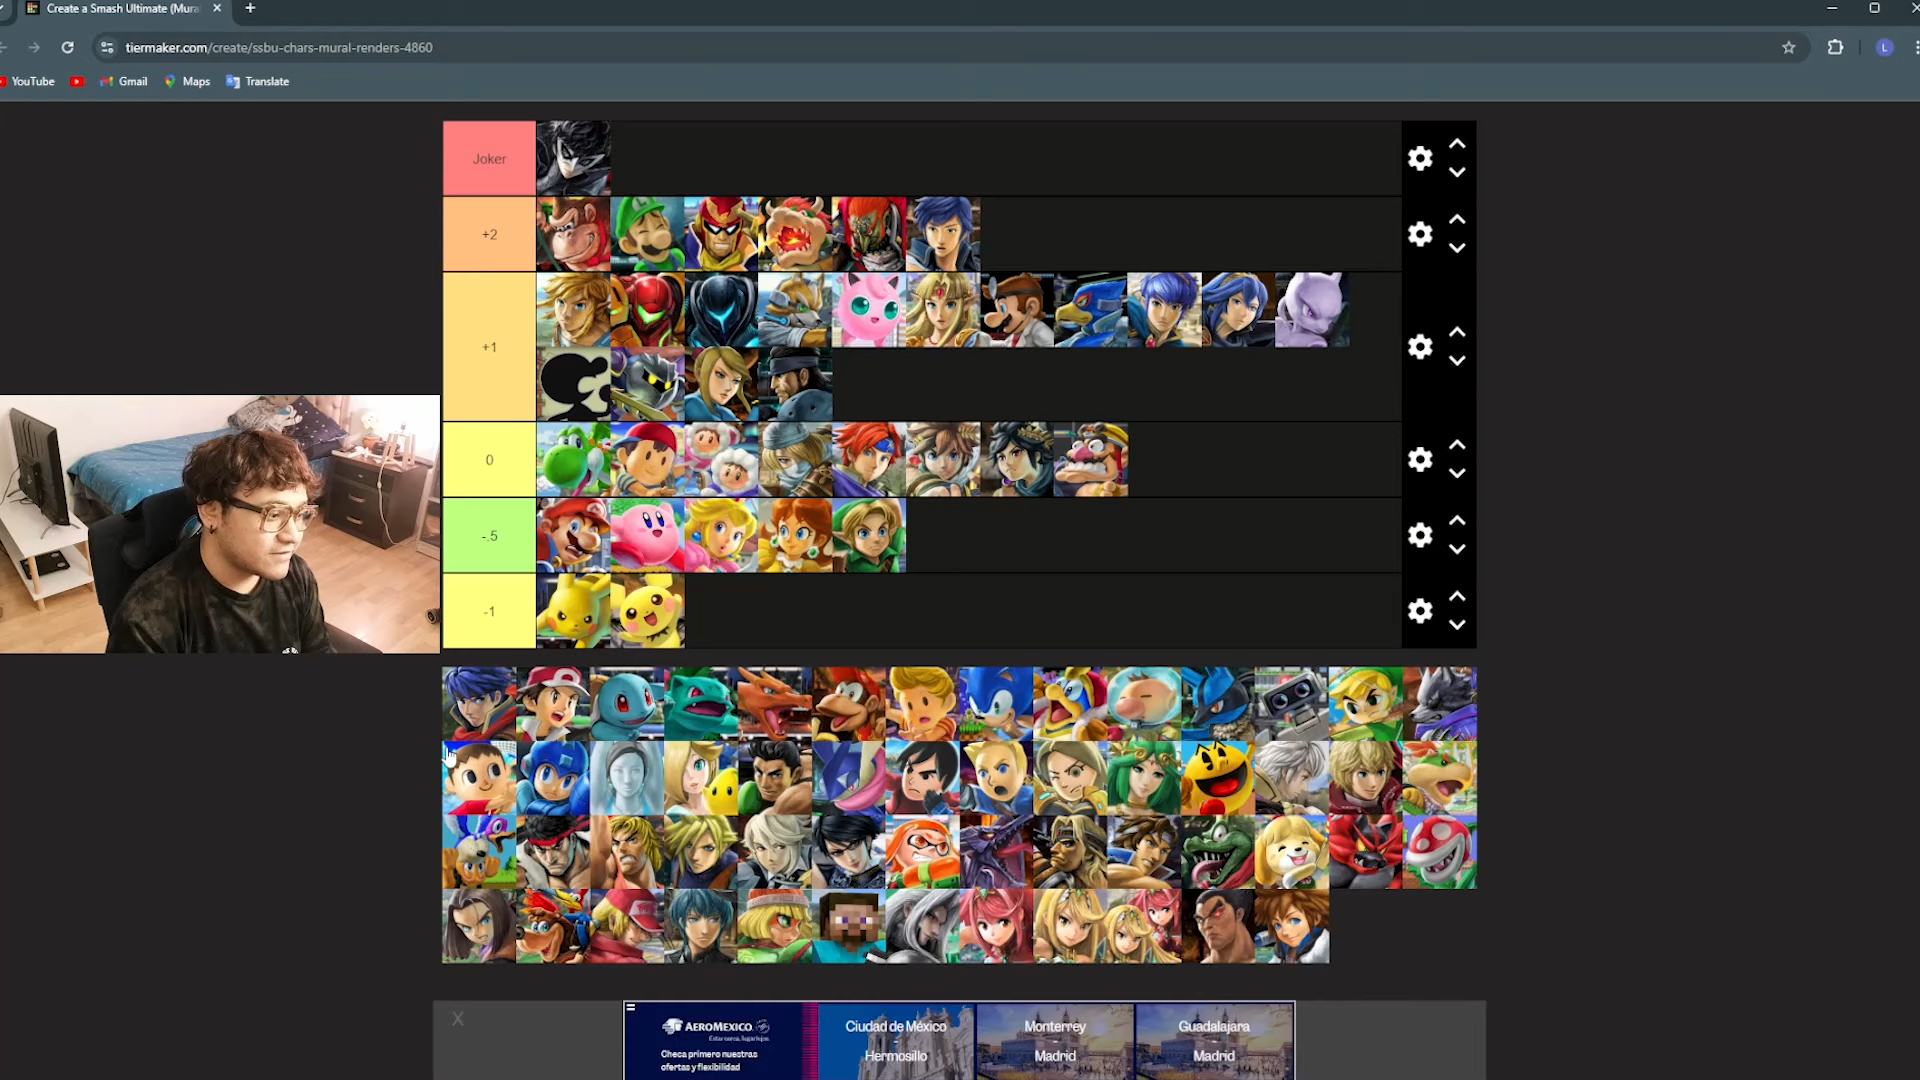 Create a Smash Ultimate (Mura
tiermaker.com/create/ssbu-chars-mural-renders-4860
L
YouTube
Gmail
Maps
Translate
Joker
+2
+1
0
-.5
-1
X
AEROMEXICO
Checa primero nuestras
ofertas y flexibilidad
Ciudad de México
-
Hermosillo
Monterrey
-
Madrid
Guadalajara
-
Madrid